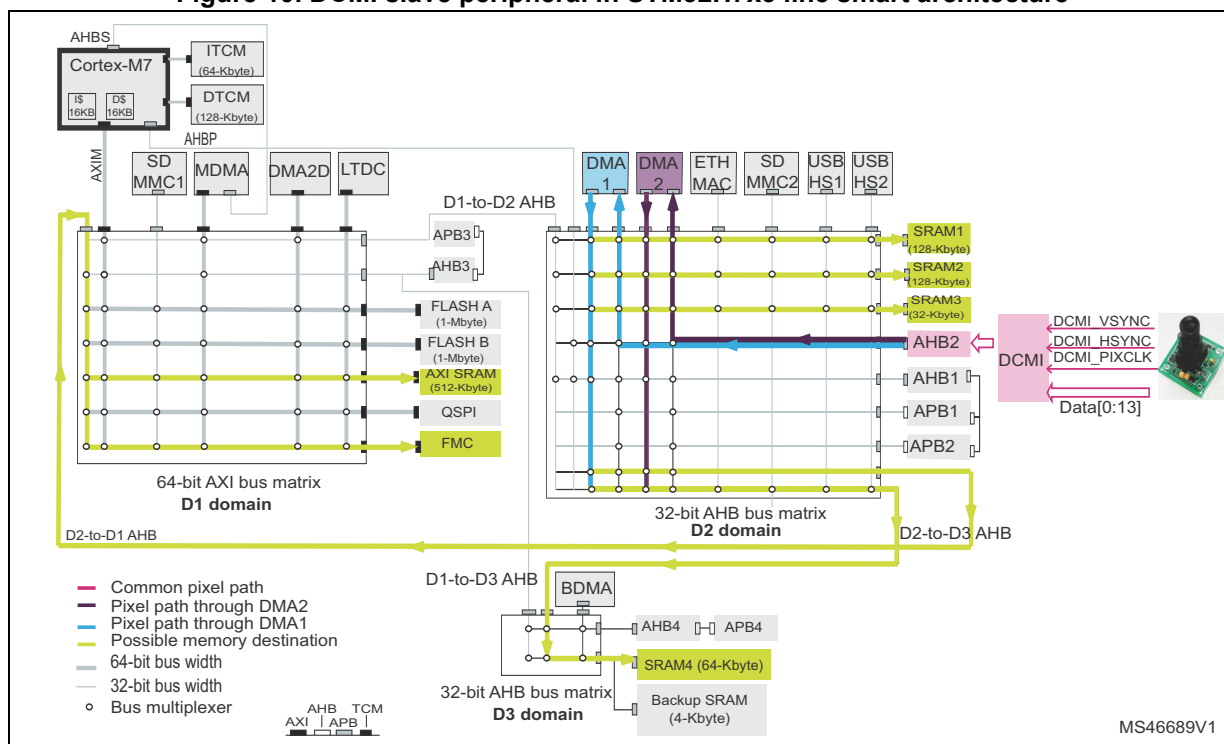 Figure 10. DCMI slave peripheral in STM32H7x3 line smart architecture
AHBS
Cortex-M7
I$
16KB
D$
16KB
ITCM
(64-Kbyte)
DTCM
(128-Kbyte)
AHBP
AXIM
SD
MMC1
MDMA
DMA2D
LTDC
DMA
1
DMA
2
ETH
MAC
SD
MMC2
USB
HS1
USB
HS2
D1-to-D2 AHB
APB3
AHB3
FLASH A
(1-Mbyte)
FLASH B
(1-Mbyte)
AXI SRAM
(512-Kbyte)
QSPI
FMC
SRAM1
(128-Kbyte)
SRAM2
(128-Kbyte)
SRAM3
(32-Kbyte)
AHB2
AHB1
APB1
APB2
DCMI
DCMI_VSYNC
DCMI_HSYNC
DCMI_PIXCLK
Data[0:13]
64-bit AXI bus matrix
D1 domain
32-bit AHB bus matrix
D2 domain
D2-to-D1 AHB
D2-to-D3 AHB
D1-to-D3 AHB
BDMA
AHB4
APB4
SRAM4 (64-Kbyte)
Backup SRAM
(4-Kbyte)
32-bit AHB bus matrix
D3 domain
Common pixel path
Pixel path through DMA2
Pixel path through DMA1
Possible memory destination
64-bit bus width
32-bit bus width
Bus multiplexer
AXI
AHB
APB
TCM
MS46689V1